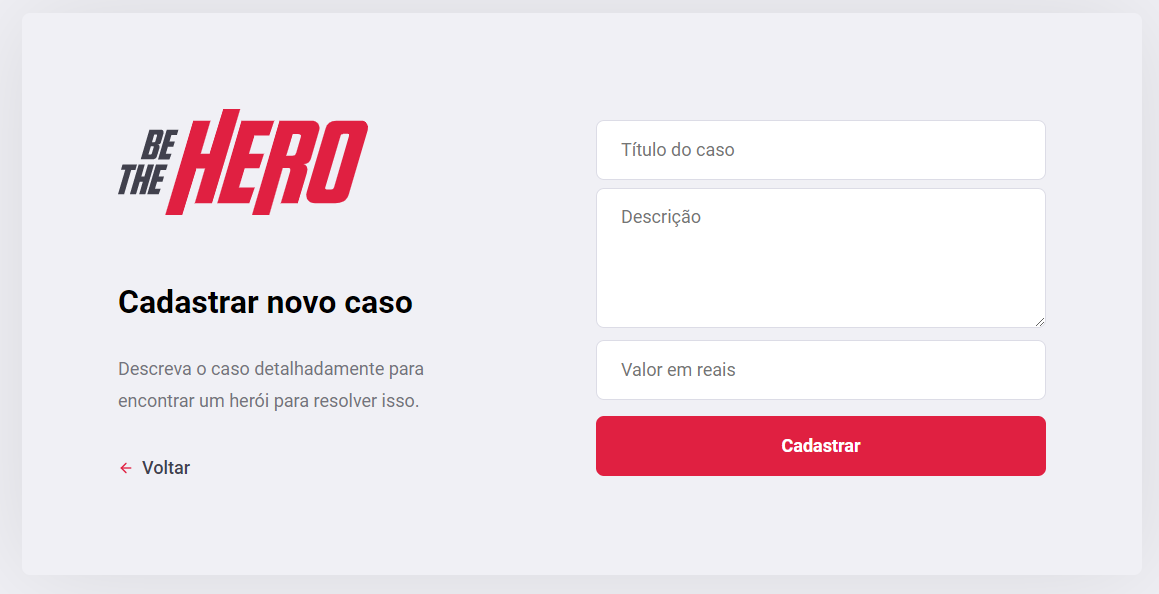 BE
THE
HERO
Cadastrar novo caso
Descreva o caso detalhadamente para
encontrar um herói para resolver isso.
Voltar
Título do caso
Descrição
Valor em reais
Cadastrar